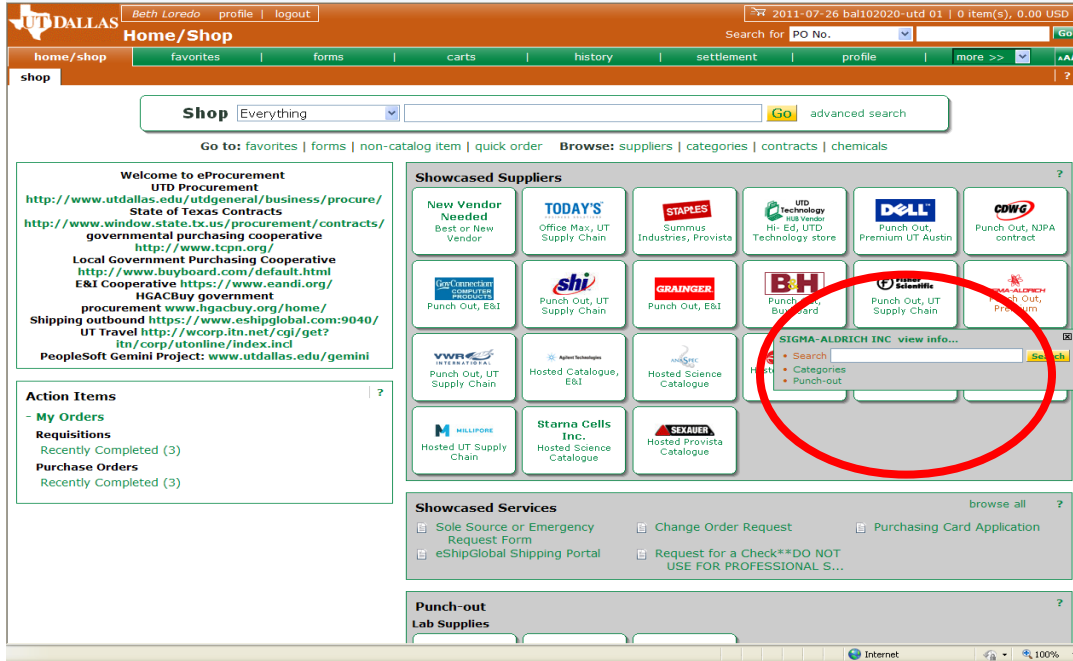 UTDALLAS
Beth Loredo profile | logout
2011-07-26 bal102020-utd 01 | 0 item(s), 0.00 USD
Home/Shop
Search for PO No. Go
home/shop favorites | forms | carts | history | settlement | profile | more >>
shop
?
Shop Everything Go advanced search
Go to: favorites | forms | non-catalog item | quick order Browse: suppliers | categories | contracts | chemicals
Welcome to eProcurement
UTD Procurement
http://www.utdallas.edu/utdgeneral/business/procure/
State of Texas Contracts
http://www.window.state.tx.us/procurement/contracts/
governmental purchasing cooperative
http://www.tcpn.org/
Local Government Purchasing Cooperative
http://www.buyboard.com/default.html
E&I Cooperative https://www.eandi.org/
HGACBuy government
procurement www.hgacbuy.org/home/
Shipping outbound https://www.eshipglobal.com:9040/
UT Travel http://wcorp.itn.net/cgi/get?
itn/corp/utonline/index.incl
PeopleSoft Gemini Project: www.utdallas.edu/gemini
Action Items ?
- My Orders
Requisitions
Recently Completed (3)
Purchase Orders
Recently Completed (3)
Showcased Suppliers ?
New Vendor
Needed
Best or New
Vendor
TODAY'S
Office Max, UT
Supply Chain
STAPLES
Summus
Industries, Provista
UTD
Technology
HUB Vendor
Hi- Ed, UTD
Technology store
DELL
Punch Out,
Premium UT Austin
CDWG
Punch Out, NJPA
contract
GovConnection
COMPUTER
PRODUCTS
Punch Out, E&I
shi
Punch Out, UT
Supply Chain
GRAINGER
Punch Out, E&I
B&H
Punch Out,
Buyboard
Fisher
Scientific
Punch Out, UT
Supply Chain
SIGMA-ALDRICH
Punch Out,
Premium
SIGMA-ALDRICH INC view info...
Search Search
Categories
Punch-out
VWR
INTERNATIONAL
Punch Out, UT
Supply Chain
Agilent Technologies
Hosted Catalogue,
E&I
ANASPEC
Hosted Science
Catalogue
MILLIPORE
Hosted UT Supply
Chain
Starna Cells
Inc.
Hosted Science
Catalogue
SEXAUER
Hosted Provista
Catalogue
Showcased Services browse all ?
Sole Source or Emergency
Request Form
Change Order Request
Purchasing Card Application
eShipGlobal Shipping Portal
Request for a Check**DO NOT
USE FOR PROFESSIONAL S...
Punch-out ?
Lab Supplies
Internet 100%